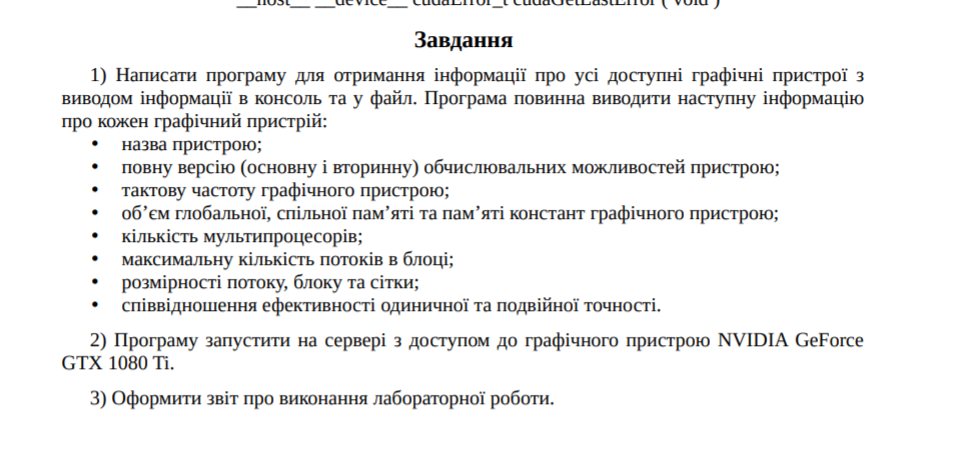 __host__ __device__ cudaError_t cudaGetLastError ( void )
Завдання
1) Написати програму для отримання інформації про усі доступні графічні пристрої з
виводом інформації в консоль та у файл. Програма повинна виводити наступну інформацію
про кожен графічний пристрій:
• назва пристрою;
• повну версію (основну і вторинну) обчислювальних можливостей пристрою;
• тактову частоту графічного пристрою;
• об’єм глобальної, спільної пам’яті та пам’яті констант графічного пристрою;
• кількість мультипроцесорів;
• максимальну кількість потоків в блоці;
• розмірності потоку, блоку та сітки;
• співвідношення ефективності одиничної та подвійної точності.
2) Програму запустити на сервері з доступом до графічного пристрою NVIDIA GeForce
GTX 1080 Ti.
3) Оформити звіт про виконання лабораторної роботи.